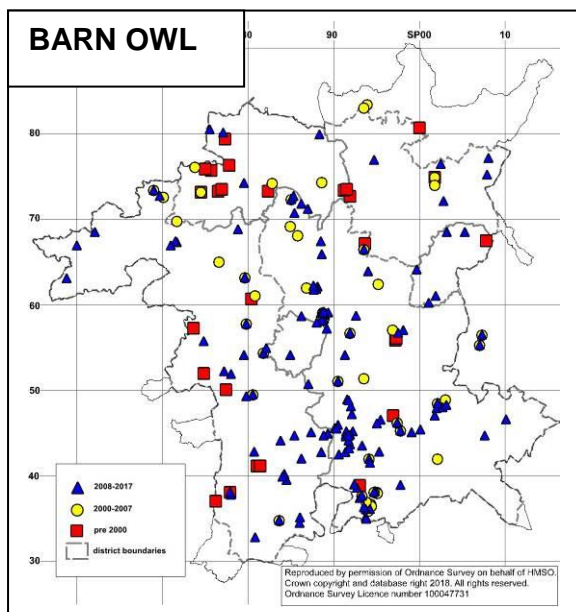 BARN OWL
80 90 SP00 10
80
70
60
50
40
30
2008-2017
2000-2007
pre 2000
district boundaries
Reproduced by permission of Ordnance Survey on behalf of HMSO.
Crown copyright and database right 2018. All rights reserved.
Ordnance Survey Licence number 100047731